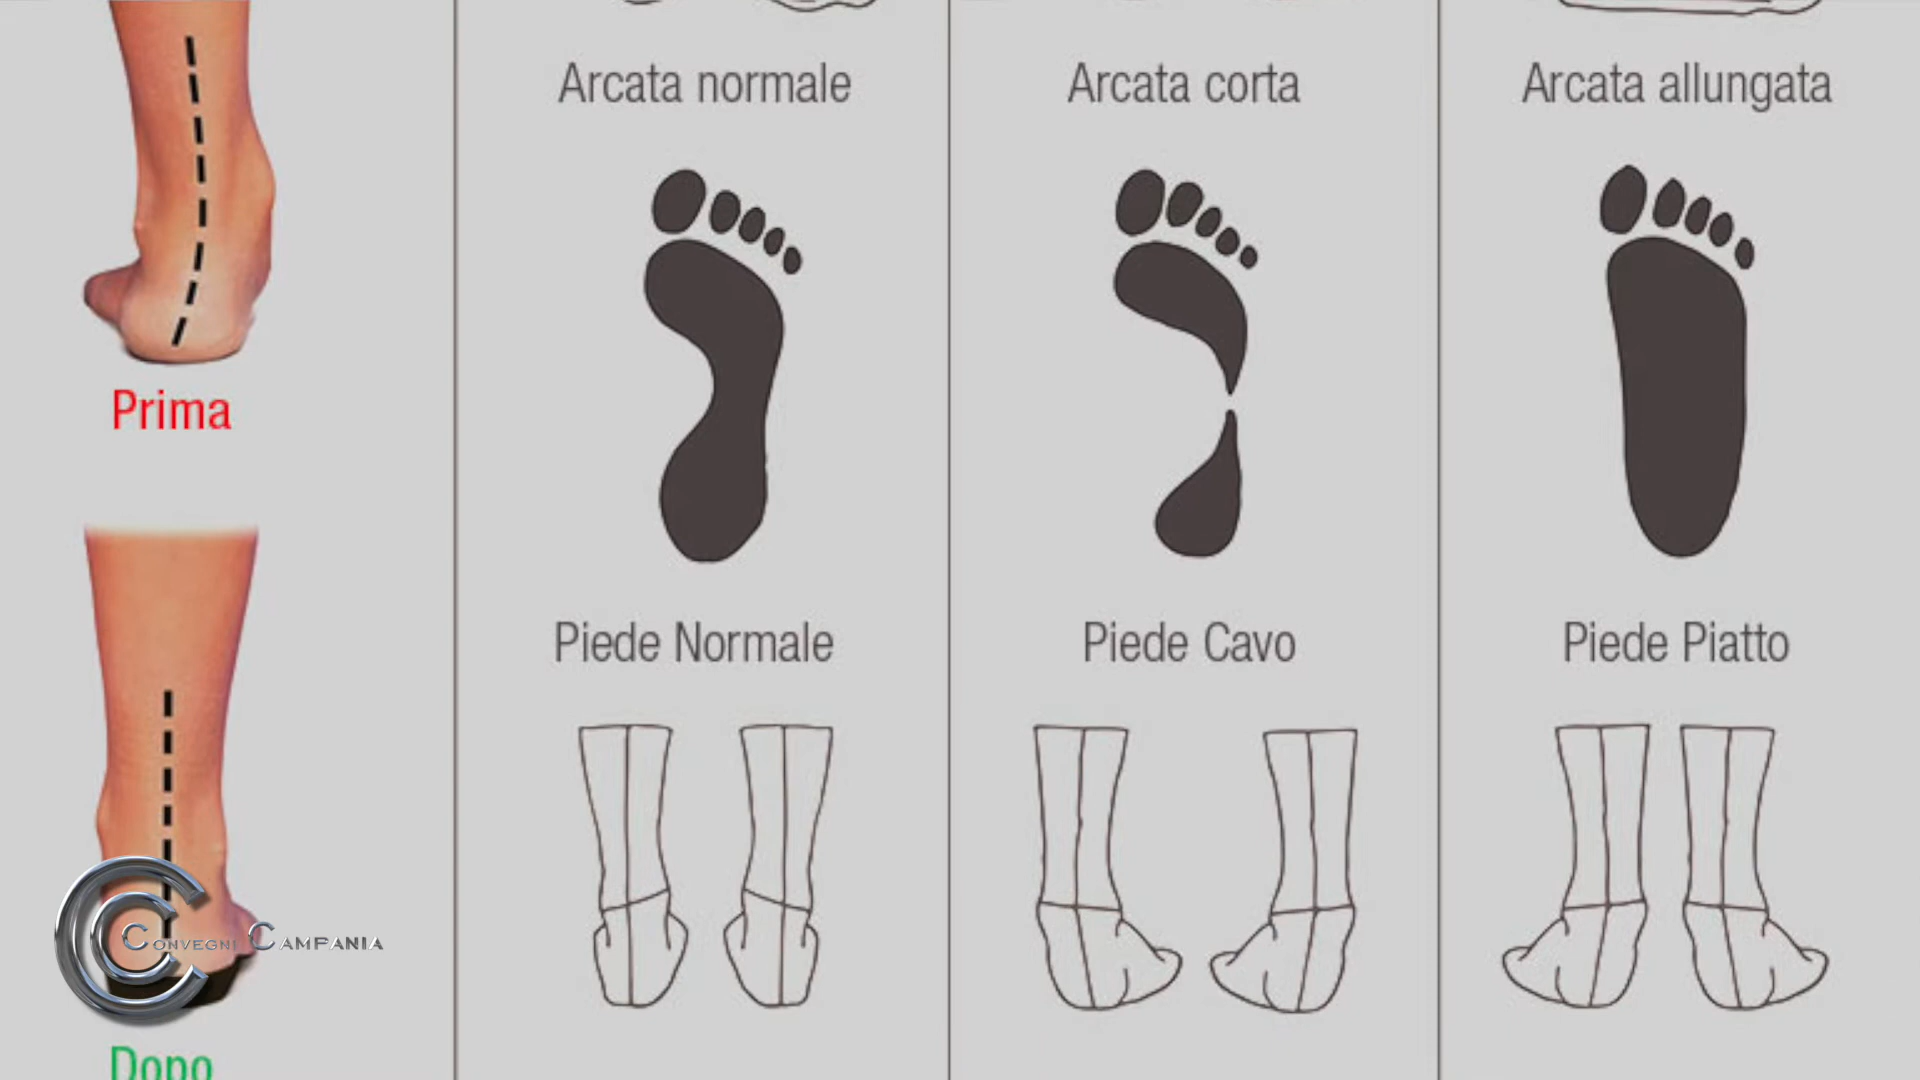 Arcata normale
Arcata corta
Arcata allungata
Prima
Piede Normale
Piede Cavo
Piede Piatto
Convegni Campania
Dopo